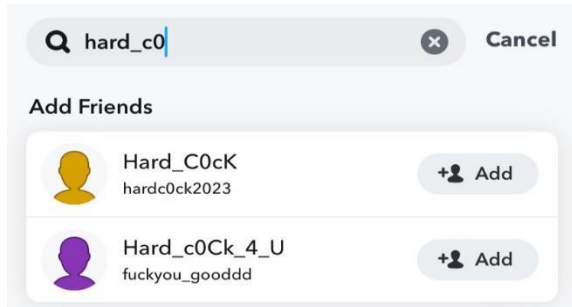 hard_c0
Cancel
Add Friends
Hard_C0cK
hardc0ck2023
Add
Hard_c0Ck_4_U
fuckyou_gooddd
Add